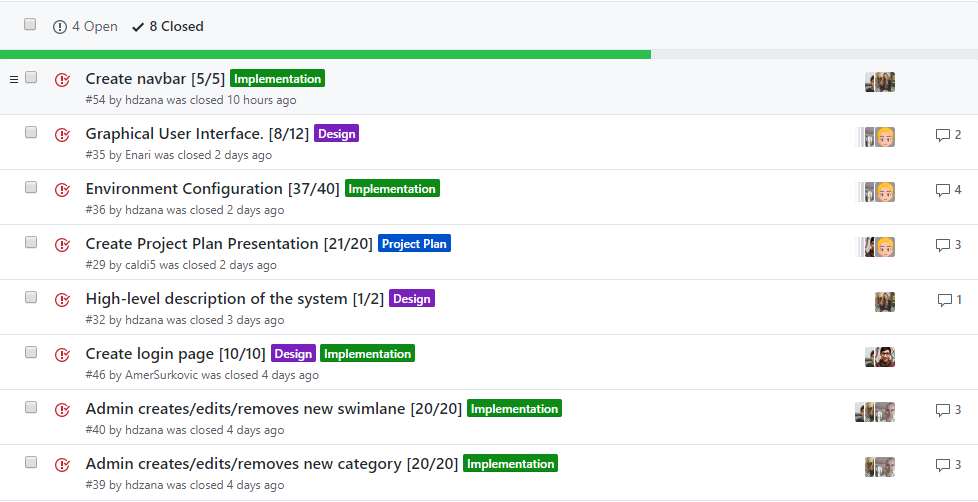 4 Open 8 Closed
Create navbar [5/5] Implementation
#54 by hdzana was closed 10 hours ago
Graphical User Interface. [8/12] Design 2
#35 by Enari was closed 2 days ago
Environment Configuration [37/40] Implementation 4
#36 by hdzana was closed 2 days ago
Create Project Plan Presentation [21/20] Project Plan 3
#29 by caldi5 was closed 2 days ago
High-level description of the system [1/2] Design 1
#32 by hdzana was closed 3 days ago
Create login page [10/10] Design Implementation
#46 by AmerSurkovic was closed 4 days ago
Admin creates/edits/removes new swimlane [20/20] Implementation 3
#40 by hdzana was closed 4 days ago
Admin creates/edits/removes new category [20/20] Implementation 3
#39 by hdzana was closed 4 days ago